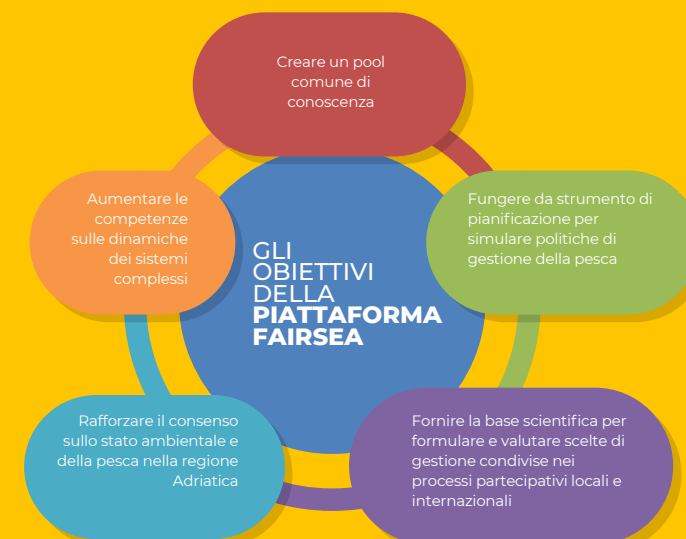 Creare un pool
comune di
conoscenza
Aumentare le
competenze
sulle dinamiche
dei sistemi
complessi
Fungere da strumento di
pianificazione per
simulare politiche di
gestione della pesca
GLI
OBIETTIVI
DELLA
PIATTAFORMA
FAIRSEA
Rafforzare il consenso
sullo stato ambientale e
della pesca nella regione
Adriatica
Fornire la base scientifica per
formulare e valutare scelte di
gestione condivise nei
processi partecipativi locali e
internazionali